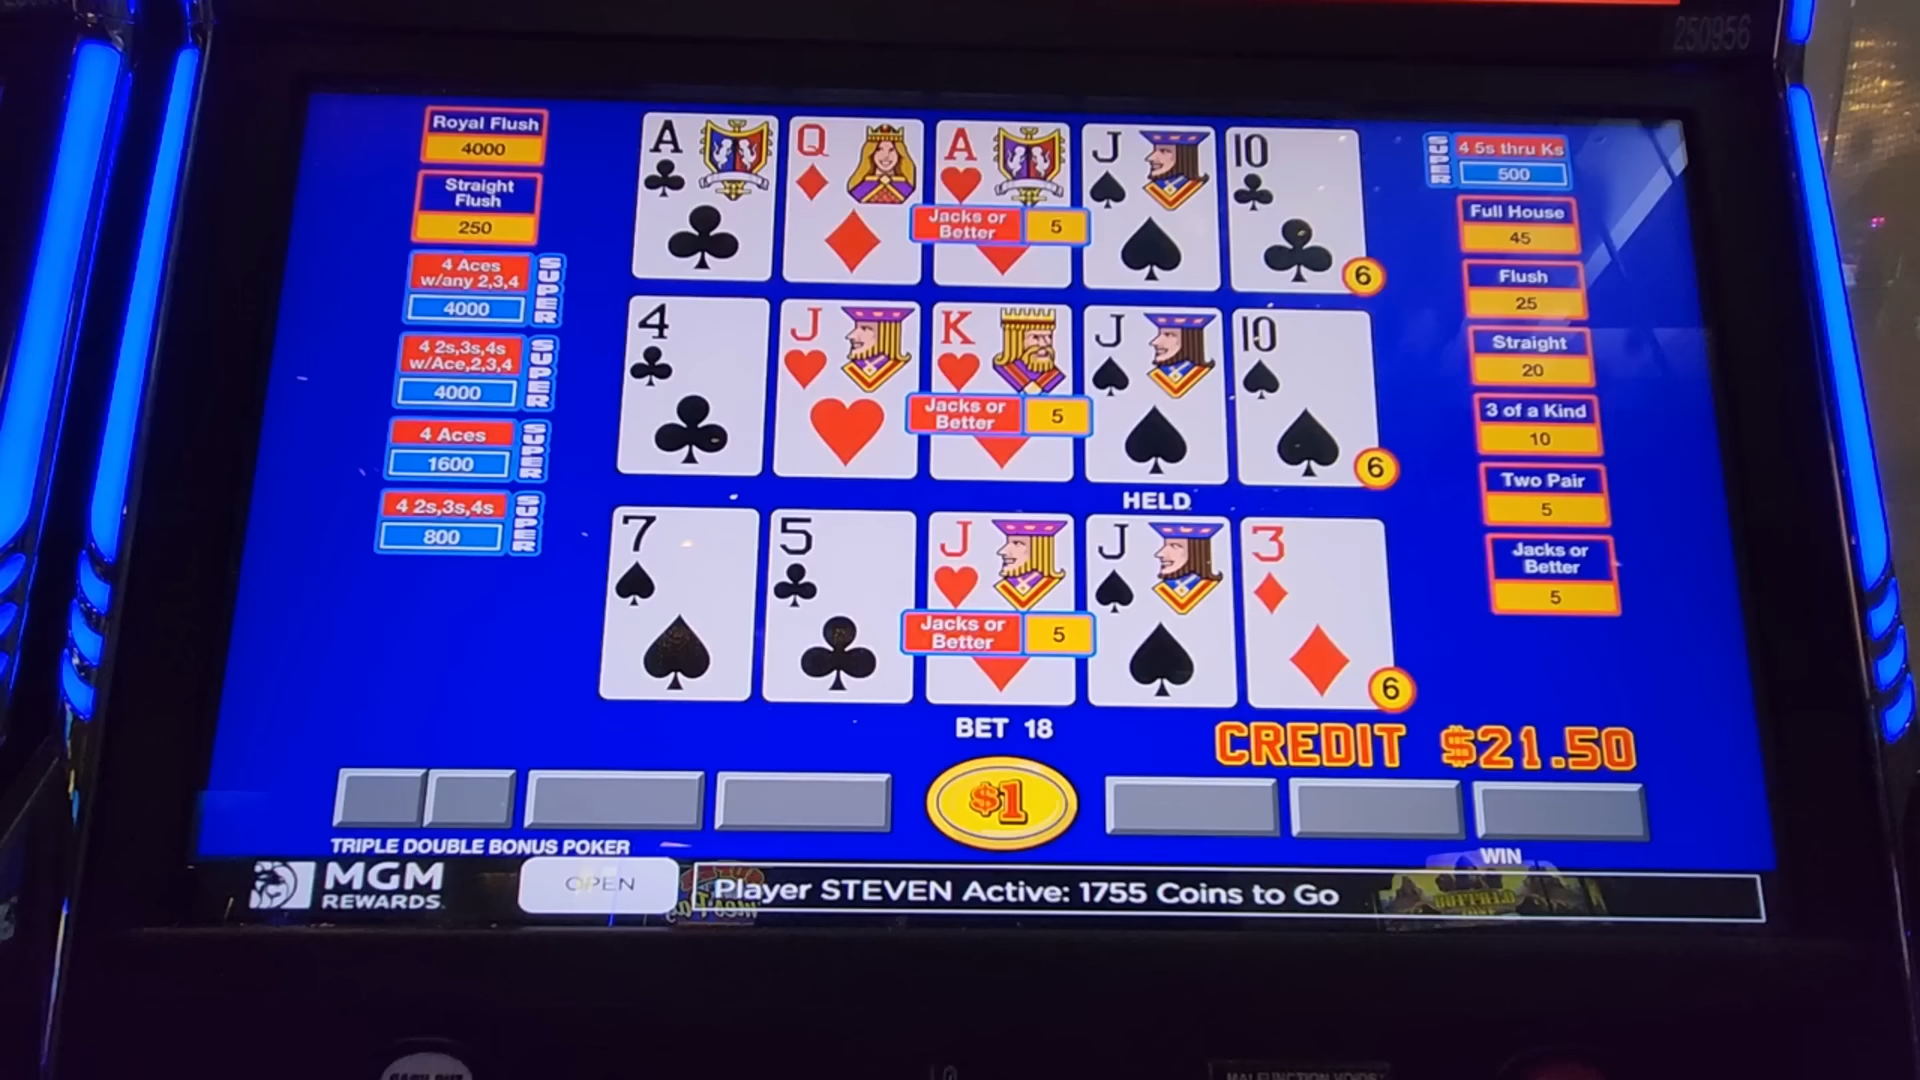 250956
Royal Flush
4000
Straight
Flush
250
4 Aces
w/any 2,3,4
4000
SUPER
4 2s,3s,4s
w/Ace,2,3,4
4000
SUPER
4 Aces
1600
SUPER
4 2s,3s,4s
800
SUPER
A Q A J 10
Jacks or
Better
5
6
4 J K J 10
Jacks or
Better
5
6
HELD
7 5 J J 3
Jacks or
Better
5
6
SUPER
4 5s thru Ks
500
Full House
45
Flush
25
Straight
20
3 of a Kind
10
Two Pair
5
Jacks or
Better
5
BET 18
CREDIT $21.50
$1
TRIPLE DOUBLE BONUS POKER
WIN
MGM
REWARDS
OPEN
Player STEVEN Active: 1755 Coins to Go